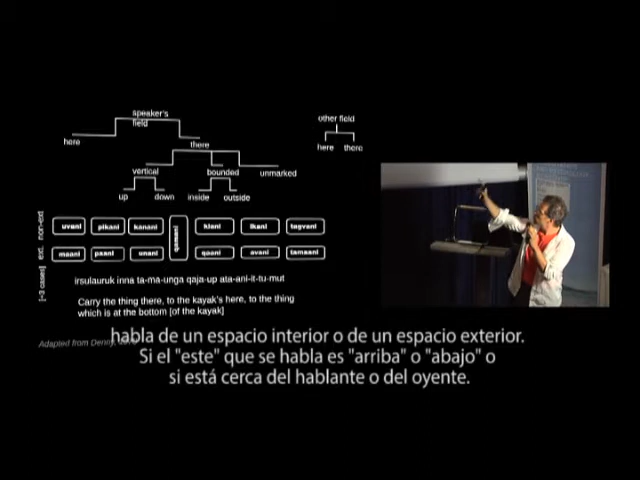 speaker's
field
other field
here
there
here there
vertical
bounded
unmarked
up
down
inside
outside
non-ext
uvani
pikani
kanani
qamani
kiani
ikani
tagvani
ext.
maani
paani
unani
qaani
avani
tamaani
[+3 cases]
irsulauruk inna ta-ma-unga qaja-up ata-ani-it-tu-mut
Carry the thing there, to the kayak's here, to the thing
which is at the bottom [of the kayak]
Adapted from Denny,
habla de un espacio interior o de un espacio exterior.
Si el "este" que se habla es "arriba" o "abajo" o
si está cerca del hablante o del oyente.